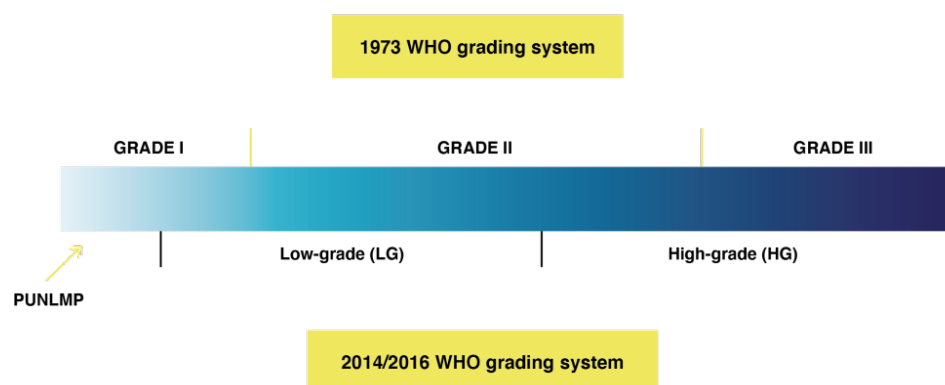 1973 WHO grading system
GRADE I GRADE II GRADE III
Low-grade (LG) High-grade (HG)
PUNLMP
2014/2016 WHO grading system